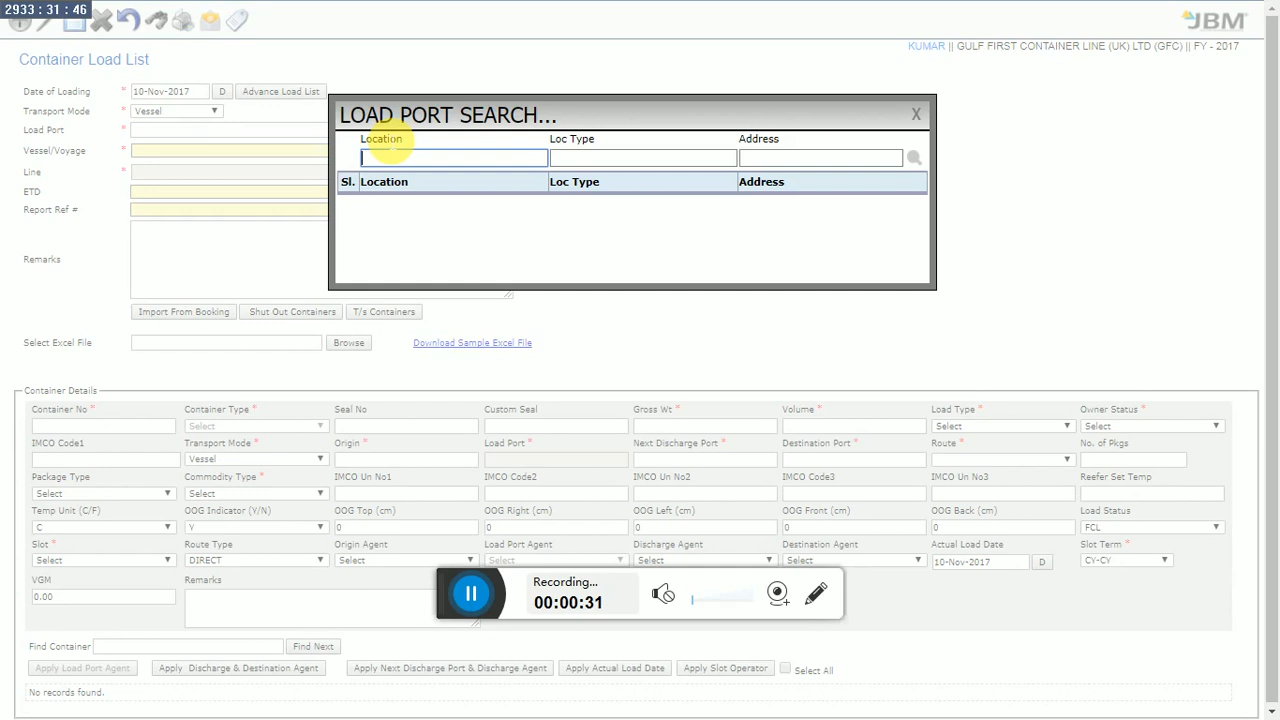 2933:31:46
JBM
KUMAR || GULF FIRST CONTAINER LINE (UK) LTD (GFC) || FY - 2017
Container Load List
Date of Loading * 10-Nov-2017 D Advance Load List
Transport Mode * Vessel
Load Port *
Vessel/Voyage *
Line *
ETD *
Report Ref # *
Remarks
LOAD PORT SEARCH... X
Location Loc Type Address
Sl. Location Loc Type Address
Import From Booking Shut Out Containers T/s Containers
Select Excel File Browse Download Sample Excel File
Container Details
Container No * Container Type * Seal No Custom Seal Gross Wt * Volume * Load Type * Owner Status *
Select Select Select
IMCO Code1 Transport Mode * Origin * Load Port * Next Discharge Port * Destination Port * Route * No. of Pkgs
Vessel
Package Type Commodity Type * IMCO Un No1 IMCO Code2 IMCO Un No2 IMCO Code3 IMCO Un No3 Reefer Set Temp
Select Select
Temp Unit (C/F) OOG Indicator (Y/N) OOG Top (cm) OOG Right (cm) OOG Left (cm) OOG Front (cm) OOG Back (cm) Load Status
C Y 0 0 0 0 0 FCL
Slot * Route Type Origin Agent Load Port Agent Discharge Agent Destination Agent Actual Load Date Slot Term *
Select DIRECT Select Select Select Select 10-Nov-2017 D CY-CY
VGM Remarks
0.00
Recording...
00:00:31
Find Container Find Next
Apply Load Port Agent Apply Discharge & Destination Agent Apply Next Discharge Port & Discharge Agent Apply Actual Load Date Apply Slot Operator Select All
No records found.